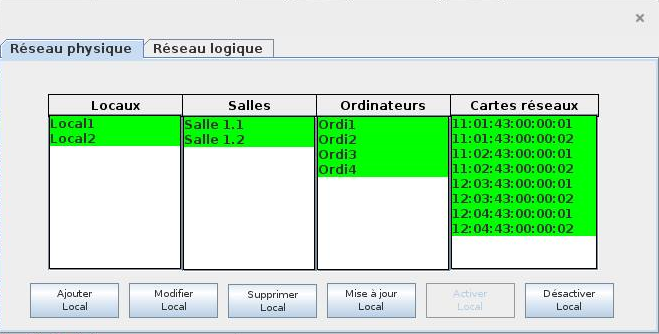 Réseau physique Réseau logique
Locaux Salles Ordinateurs Cartes réseaux
Local1 Salle 1.1 Ordi1 11:01:43:00:00:01
Local2 Salle 1.2 Ordi2 11:01:43:00:00:02
Ordi3 11:02:43:00:00:01
Ordi4 11:02:43:00:00:02
12:03:43:00:00:01
12:03:43:00:00:02
12:04:43:00:00:01
12:04:43:00:00:02
Ajouter Modifier Supprimer Mise à jour Activer Désactiver
Local Local Local Local Local Local